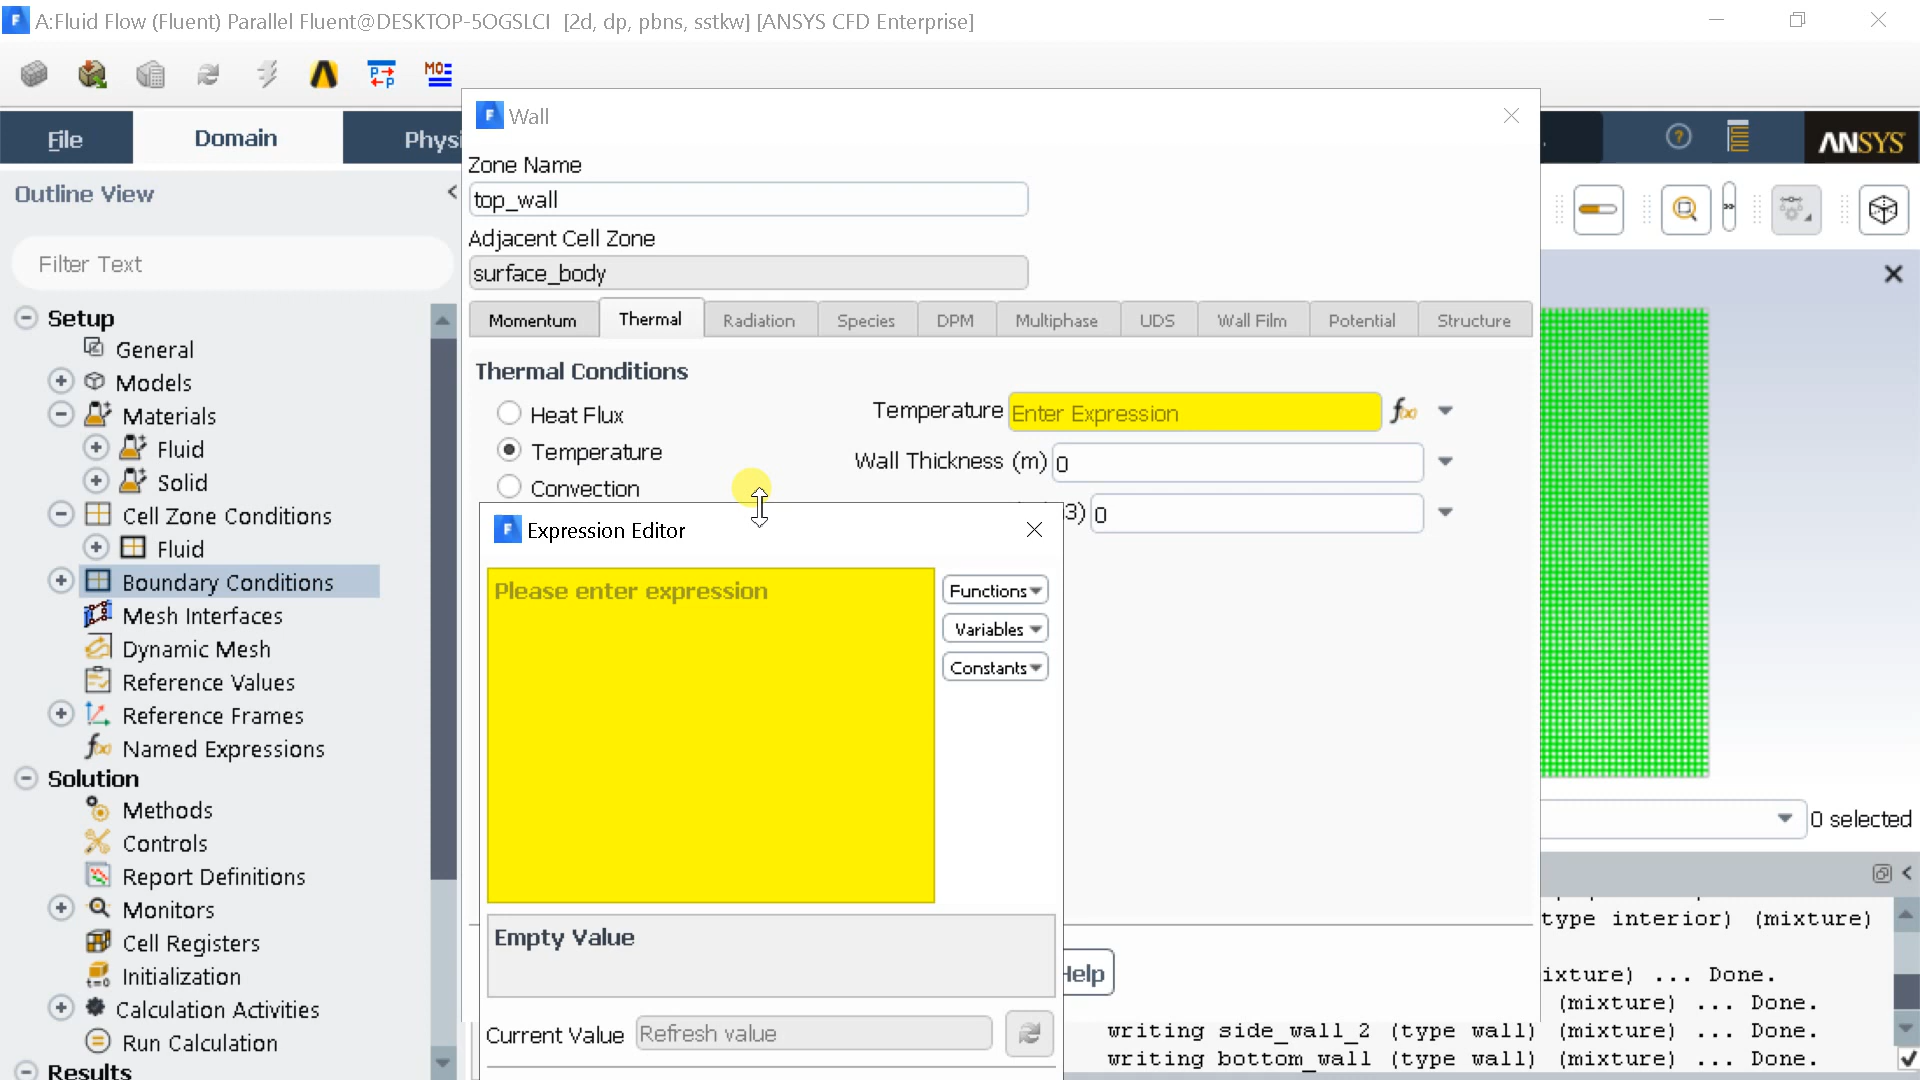 A:Fluid Flow (Fluent) Parallel Fluent@DESKTOP-5OGSLCI [2d, dp, pbns, sstkw] [ANSYS CFD Enterprise]
File
Domain
Physi
ANSYS
Outline View
Filter Text
Setup
General
Models
Materials
Fluid
Solid
Cell Zone Conditions
Fluid
Boundary Conditions
Mesh Interfaces
Dynamic Mesh
Reference Values
Reference Frames
Named Expressions
Solution
Methods
Controls
Report Definitions
Monitors
Cell Registers
Initialization
Calculation Activities
Run Calculation
Results
Wall
Zone Name
top_wall
Adjacent Cell Zone
surface_body
Momentum Thermal Radiation Species DPM Multiphase UDS Wall Film Potential Structure
Thermal Conditions
Heat Flux
Temperature
Convection
Temperature Enter Expression
Wall Thickness (m) 0
3) 0
Expression Editor
Please enter expression
Functions
Variables
Constants
Empty Value
Current Value Refresh value
Help
0 selected
type interior) (mixture)
ixture) ... Done.
(mixture) ... Done.
writing side_wall_2 (type wall) (mixture) ... Done.
writing bottom_wall (type wall) (mixture) ... Done.